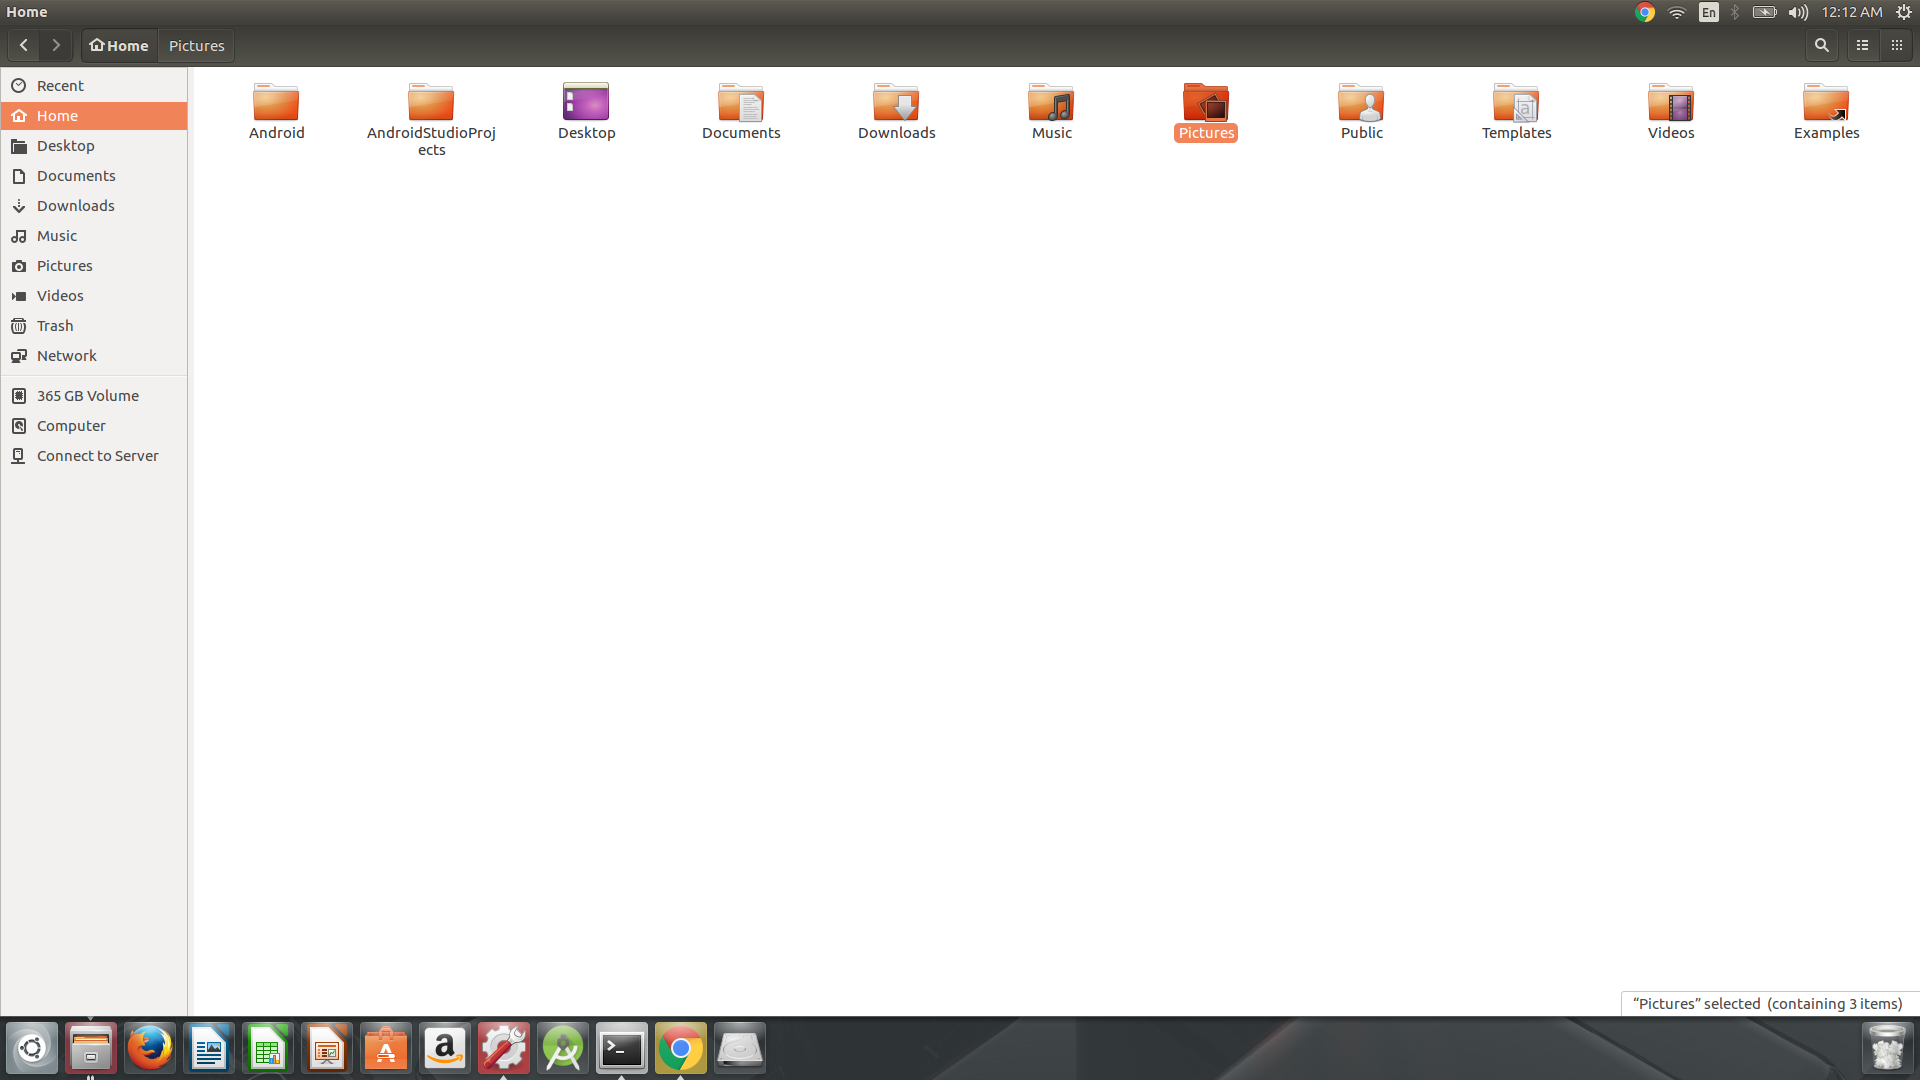 Home
En
12:12 AM
Home
Pictures
Recent
Home
Desktop
Documents
Downloads
Music
Pictures
Videos
Trash
Network
365 GB Volume
Computer
Connect to Server
Android
AndroidStudioProj
ects
Desktop
Documents
Downloads
Music
Pictures
Public
Templates
Videos
Examples
“Pictures” selected (containing 3 items)